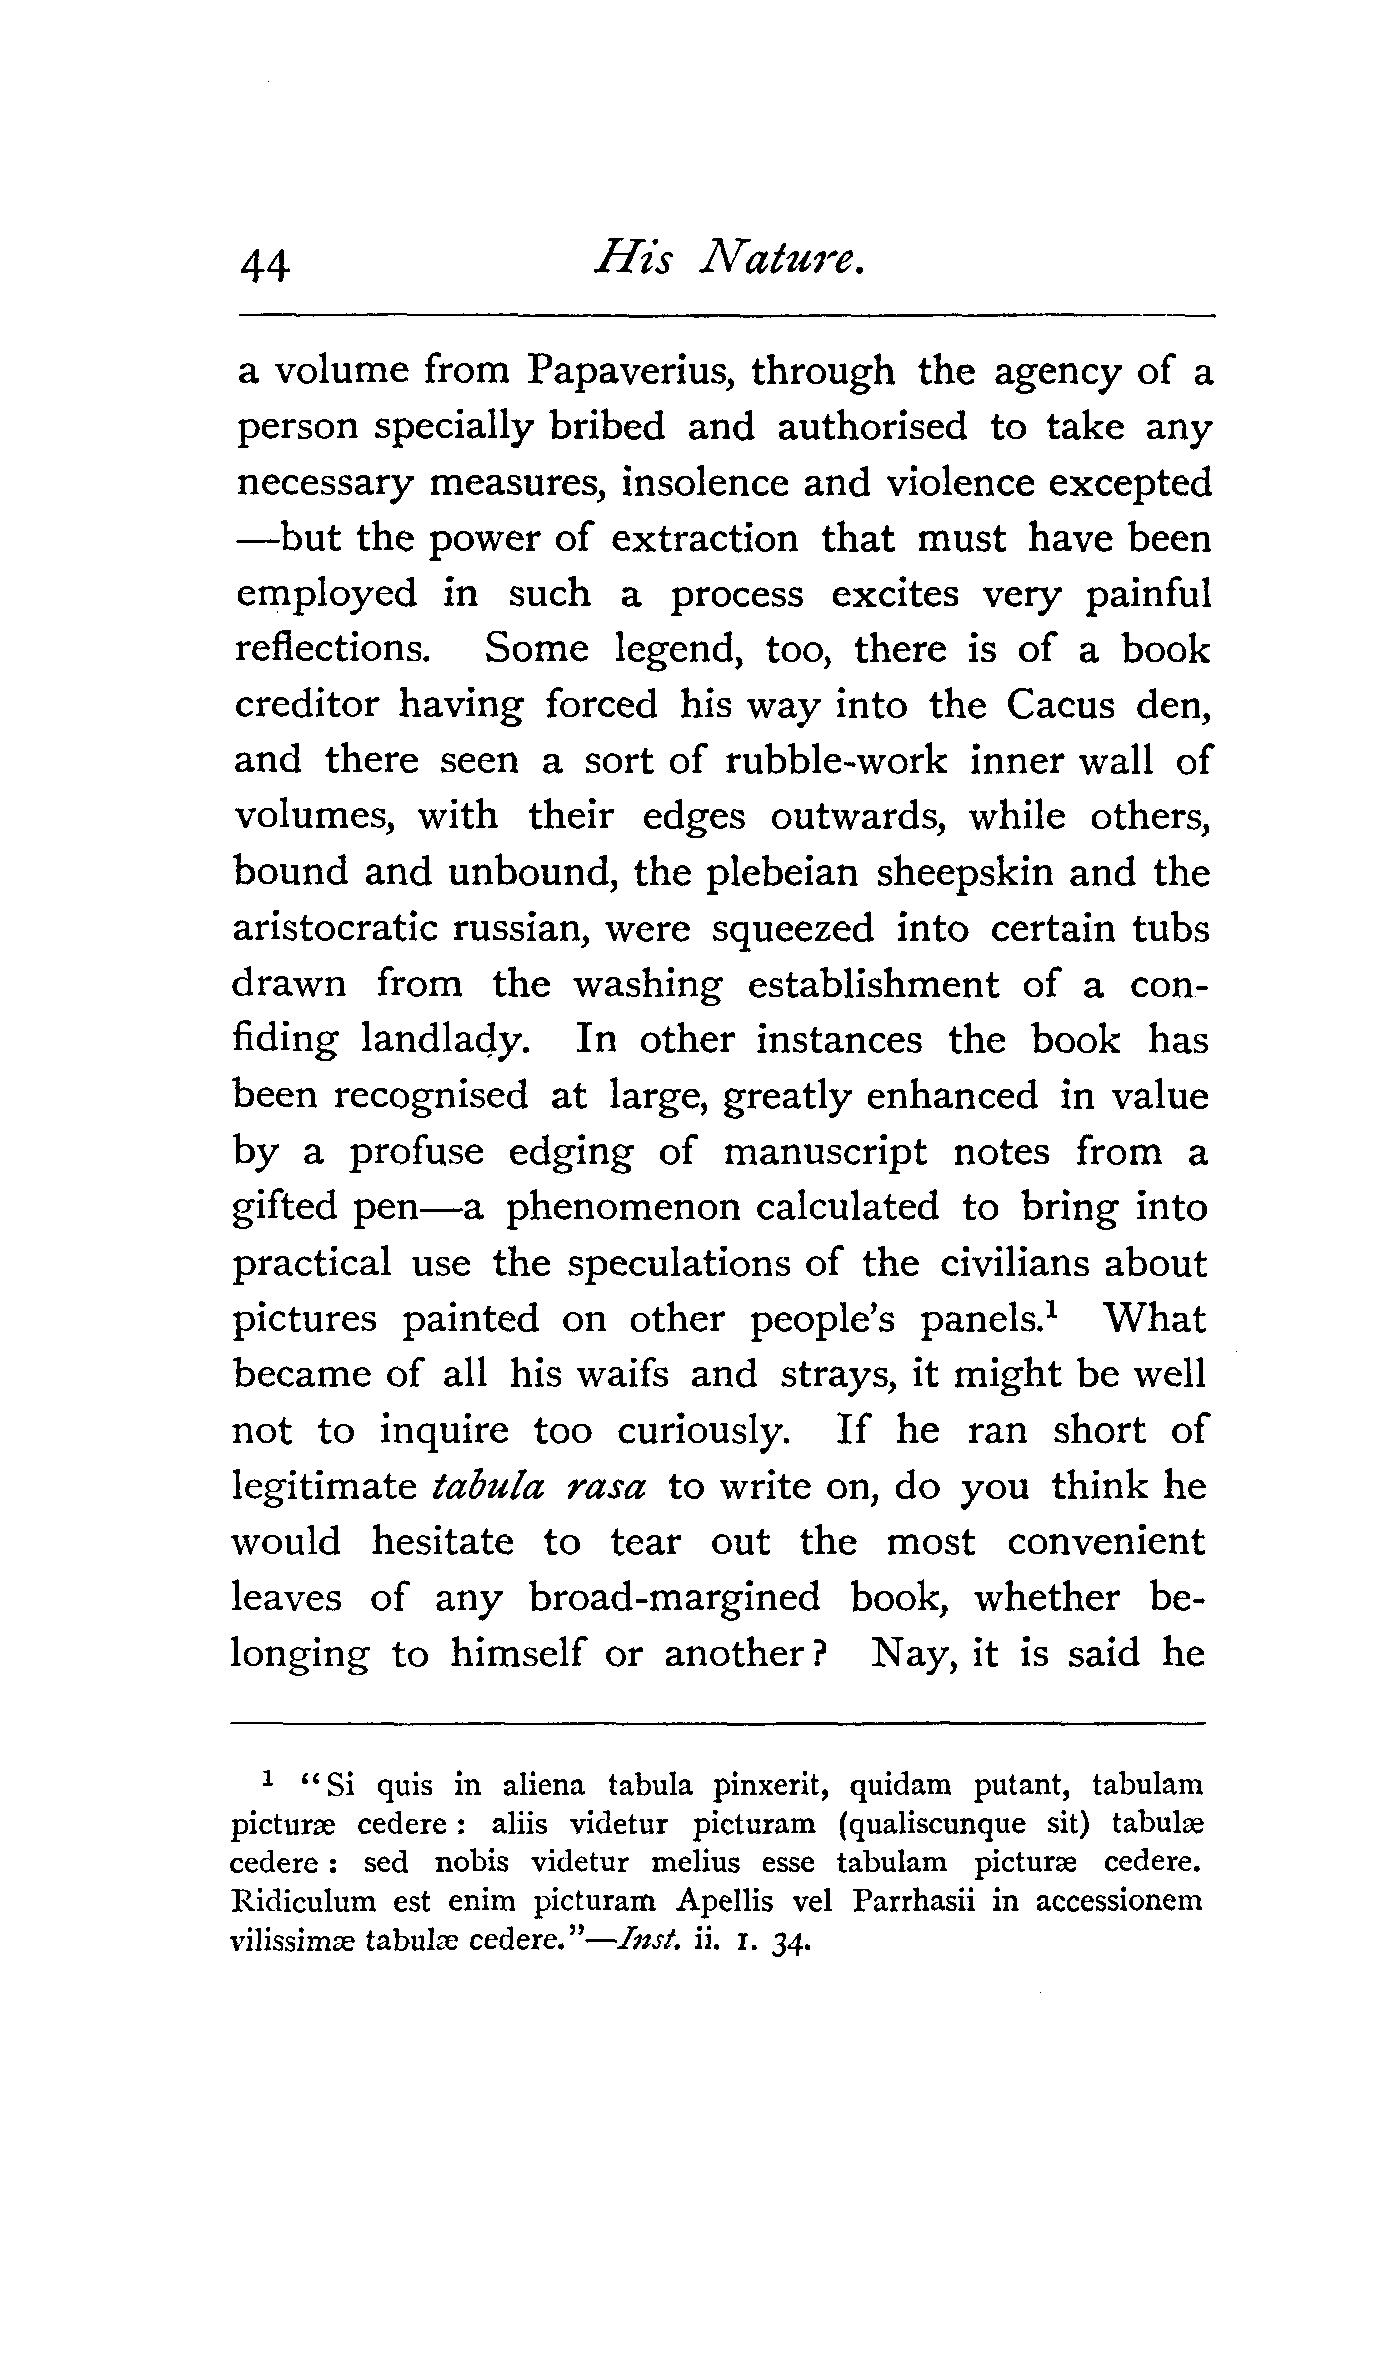 44 His Nature.
a volume from Papaverius, through the agency of a
person specially bribed and authorised to take any
necessary measures, insolence and violence excepted
—but the power of extraction that must have been
employed in such a process excites very painful
reflections. Some legend, too, there is of a book
creditor having forced his way into the Cacus den,
and there seen a sort of rubble-work inner wall of
volumes, with their edges outwards, while others,
bound and unbound, the plebeian sheepskin and the
aristocratic russian, were squeezed into certain tubs
drawn from the washing establishment of a con-
fiding landlady. In other instances the book has
been recognised at large, greatly enhanced in value
by a profuse edging of manuscript notes from a
gifted pen—a phenomenon calculated to bring into
practical use the speculations of the civilians about
pictures painted on other people's panels.¹ What
became of all his waifs and strays, it might be well
not to inquire too curiously. If he ran short of
legitimate tabula rasa to write on, do you think he
would hesitate to tear out the most convenient
leaves of any broad-margined book, whether be-
longing to himself or another? Nay, it is said he
¹ "Si quis in aliena tabula pinxerit, quidam putant, tabulam
picturæ cedere: aliis videtur picturam (qualiscunque sit) tabulæ
cedere: sed nobis videtur melius esse tabulam picturæ cedere.
Ridiculum est enim picturam Apellis vel Parrhasii in accessionem
vilissimæ tabulæ cedere."—Inst. ii. 1. 34.